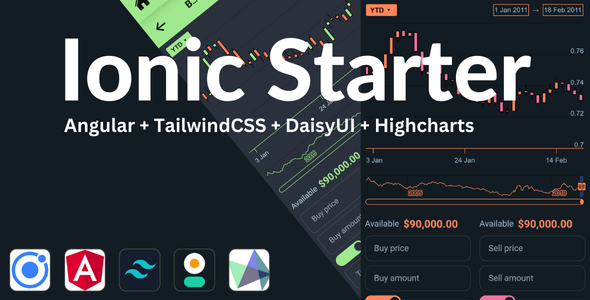 Ionic Starter
Angular + TailwindCSS + DaisyUI + Highcharts
YTD
B...
24 Jan
3 Jan
Available $90,000.00
Buy price
Buy amount
YTD
1 Jan 2011 → 18 Feb 2011
0.76
0.74
0.72
0.7
3 Jan 24 Jan 14 Feb
Available $90,000.00 Available $90,000.00
Buy price Sell price
Buy amount Sell amount